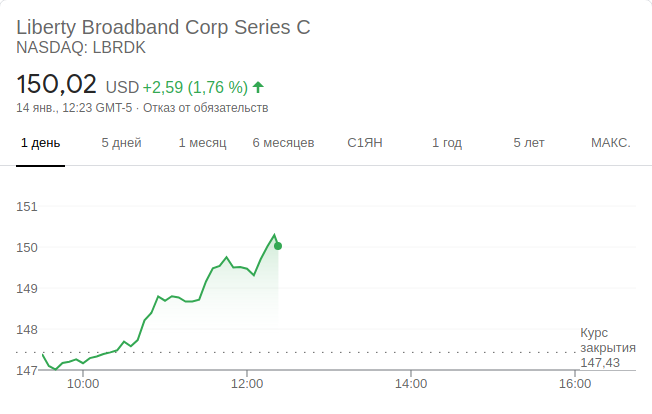 Liberty Broadband Corp Series C
NASDAQ: LBRDK
150,02 USD +2,59 (1,76 %)
14 янв., 12:23 GMT-5 · Отказ от обязательств
1 день 5 дней 1 месяц 6 месяцев С1ЯН 1 год 5 лет МАКС.
151
150
149
148
147
Курс
закрытия
147,43
10:00 12:00 14:00 16:00